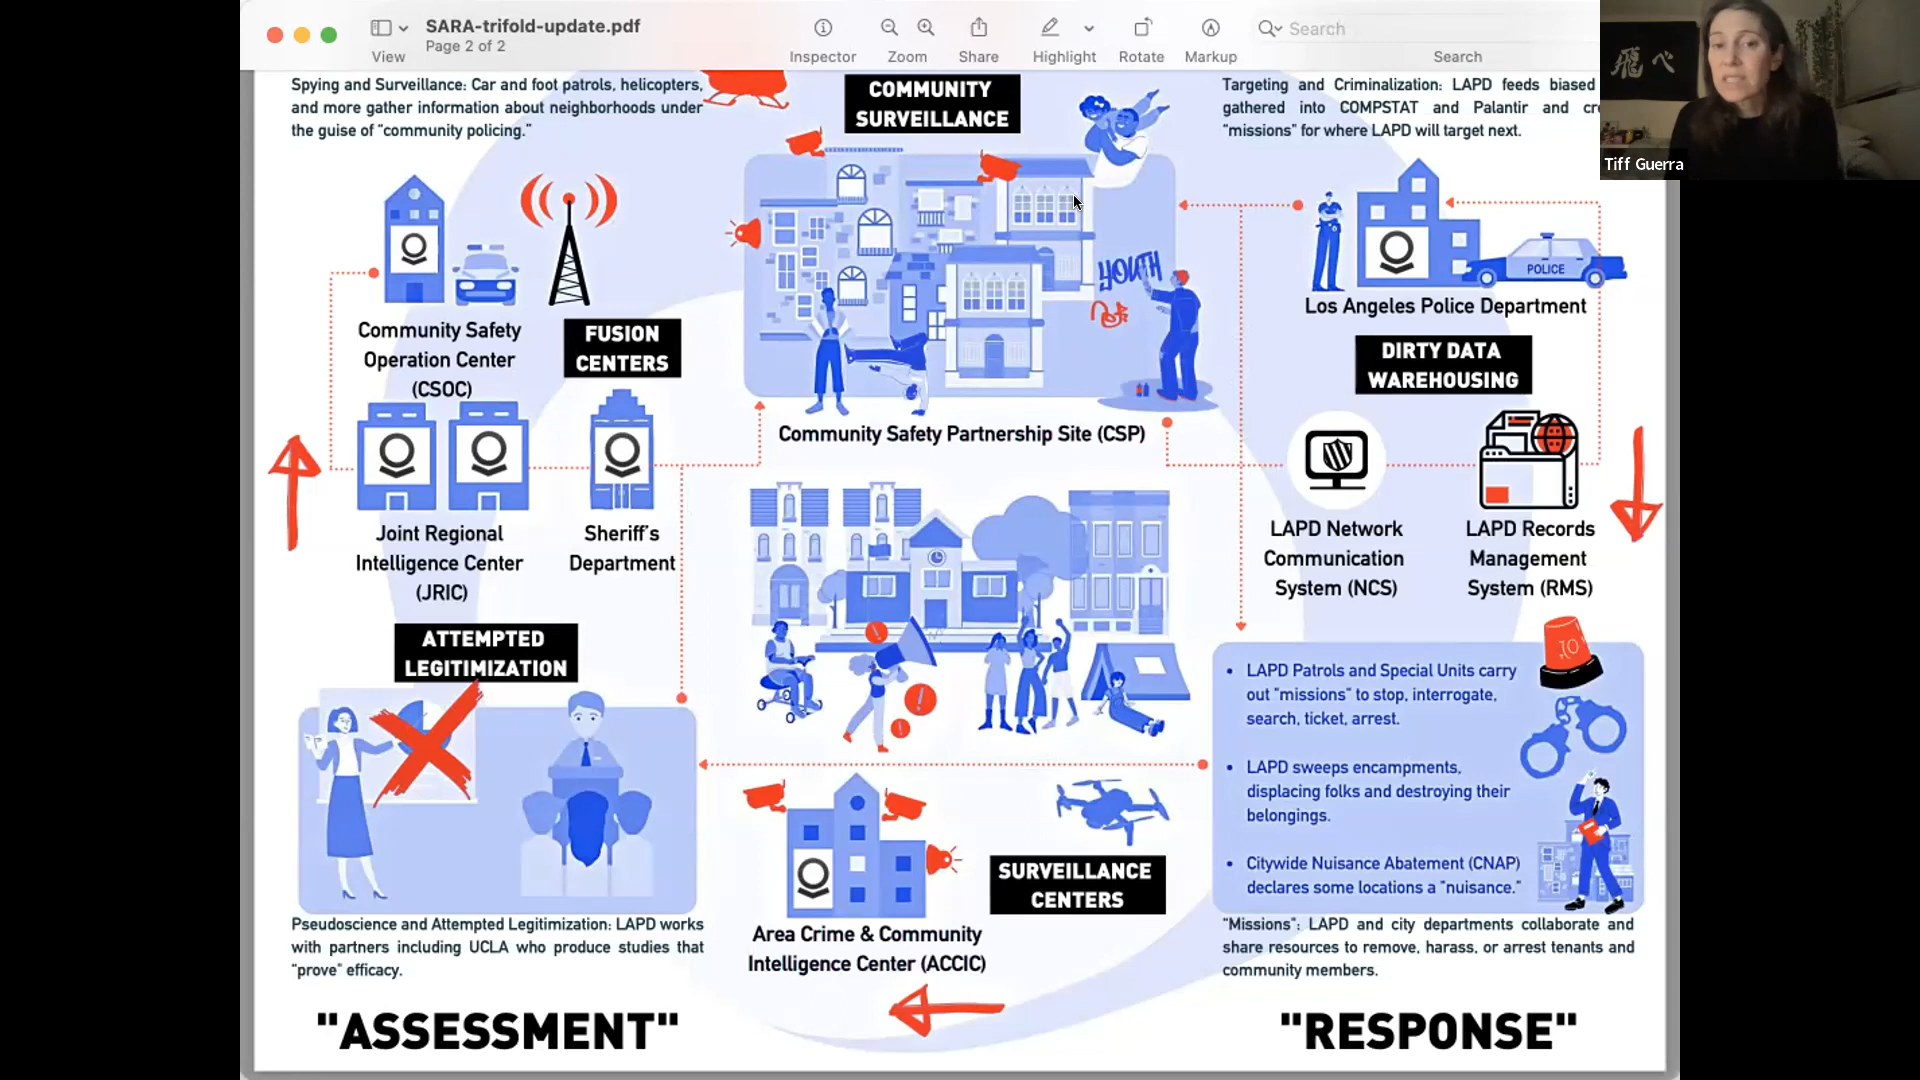 SARA-trifold-update.pdf
Page 2 of 2
View
Inspector
Zoom
Share
Highlight
Rotate
Markup
Search
Search
飛べ
Tiff Guerra
Spying and Surveillance: Car and foot patrols, helicopters,
and more gather information about neighborhoods under
the guise of "community policing."
COMMUNITY
SURVEILLANCE
Targeting and Criminalization: LAPD feeds biased
gathered into COMPSTAT and Palantir and cre
"missions" for where LAPD will target next.
Community Safety
Operation Center
(CSOC)
FUSION
CENTERS
YOUTH
POLICE
Los Angeles Police Department
DIRTY DATA
WAREHOUSING
Community Safety Partnership Site (CSP)
Joint Regional
Intelligence Center
(JRIC)
Sheriff's
Department
LAPD Network
Communication
System (NCS)
LAPD Records
Management
System (RMS)
ATTEMPTED
LEGITIMIZATION
• LAPD Patrols and Special Units carry
out "missions" to stop, interrogate,
search, ticket, arrest.
• LAPD sweeps encampments,
displacing folks and destroying their
belongings.
• Citywide Nuisance Abatement (CNAP)
declares some locations a "nuisance."
SURVEILLANCE
CENTERS
Area Crime & Community
Intelligence Center (ACCIC)
Pseudoscience and Attempted Legitimization: LAPD works
with partners including UCLA who produce studies that
"prove" efficacy.
"Missions": LAPD and city departments collaborate and
share resources to remove, harass, or arrest tenants and
community members.
"ASSESSMENT"
"RESPONSE"